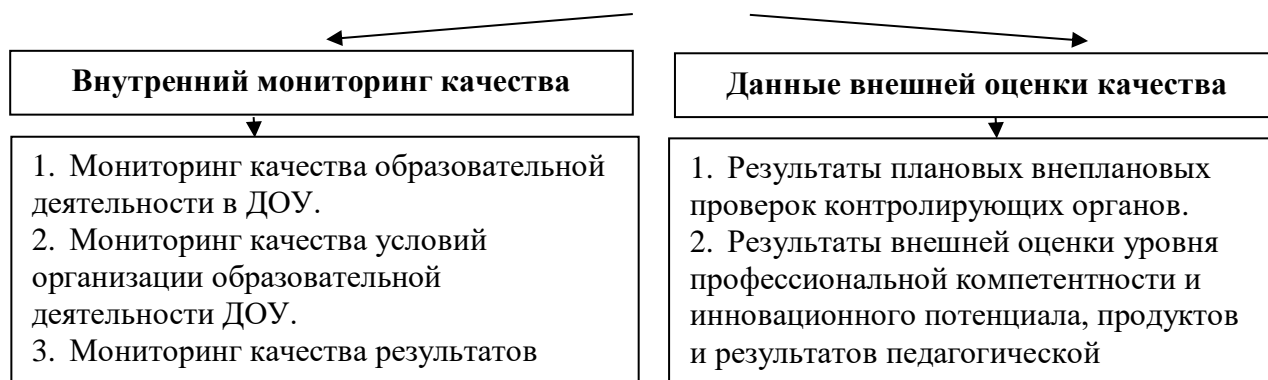 Внутренний мониторинг качества
1. Мониторинг качества образовательной
деятельности в ДОУ.
2. Мониторинг качества условий
организации образовательной
деятельности ДОУ.
3. Мониторинг качества результатов
Данные внешней оценки качества
1. Результаты плановых внеплановых
проверок контролирующих органов.
2. Результаты внешней оценки уровня
профессиональной компетентности и
инновационного потенциала, продуктов
и результатов педагогической